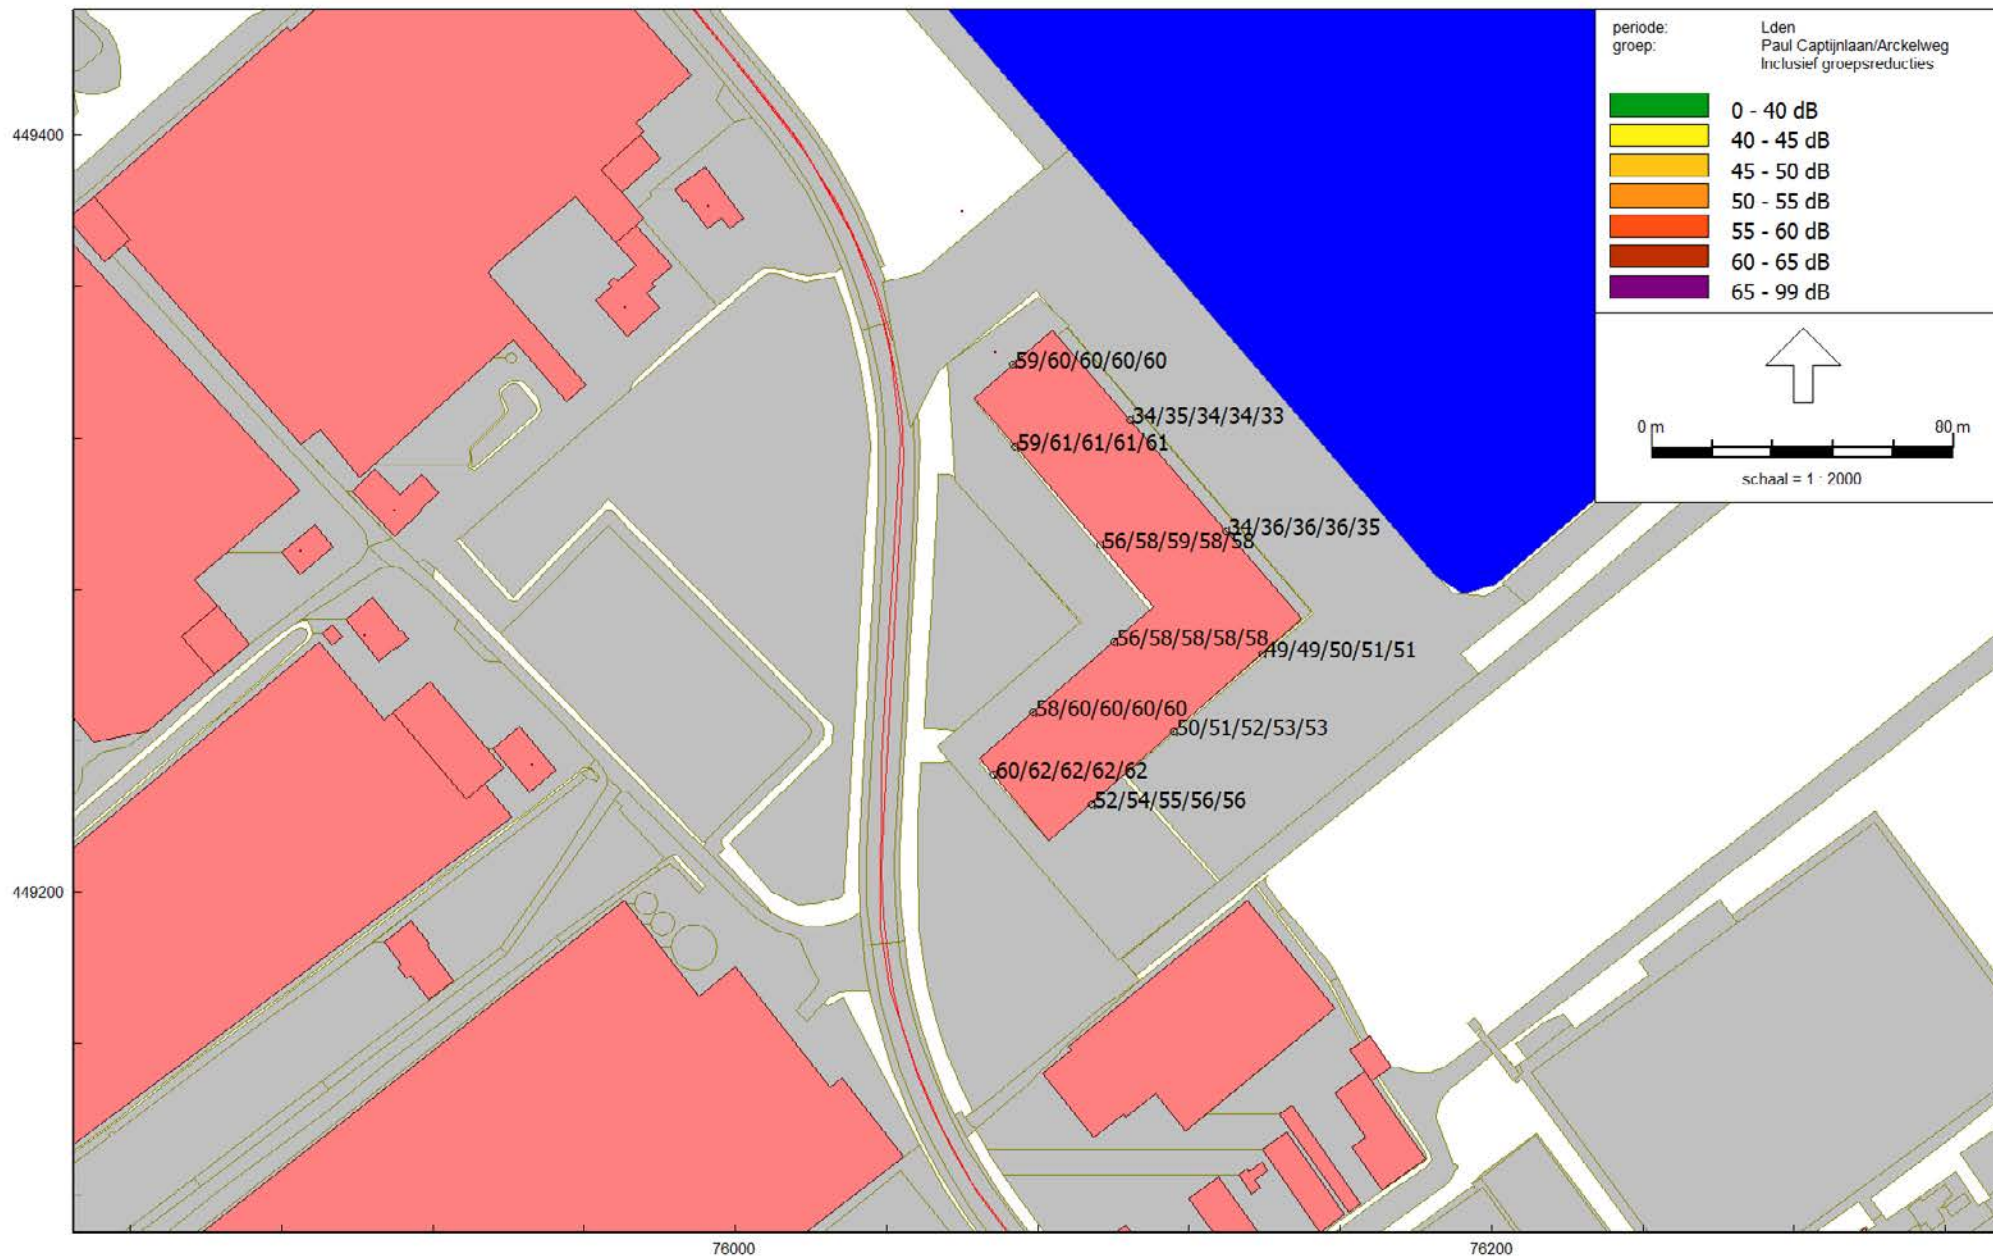 periode: Lden
groep: Paul Captijnlaan/Arckelweg
Inclusief groepsreducties
0 - 40 dB
40 - 45 dB
45 - 50 dB
50 - 55 dB
55 - 60 dB
60 - 65 dB
65 - 99 dB
0 m 80 m
schaal = 1 : 2000
449400
59/60/60/60/60
34/35/34/34/33
59/61/61/61/61
34/36/36/36/35
56/58/59/58/58
56/58/58/58/58
49/49/50/51/51
58/60/60/60/60
50/51/52/53/53
60/62/62/62/62
52/54/55/56/56
449200
76000
76200